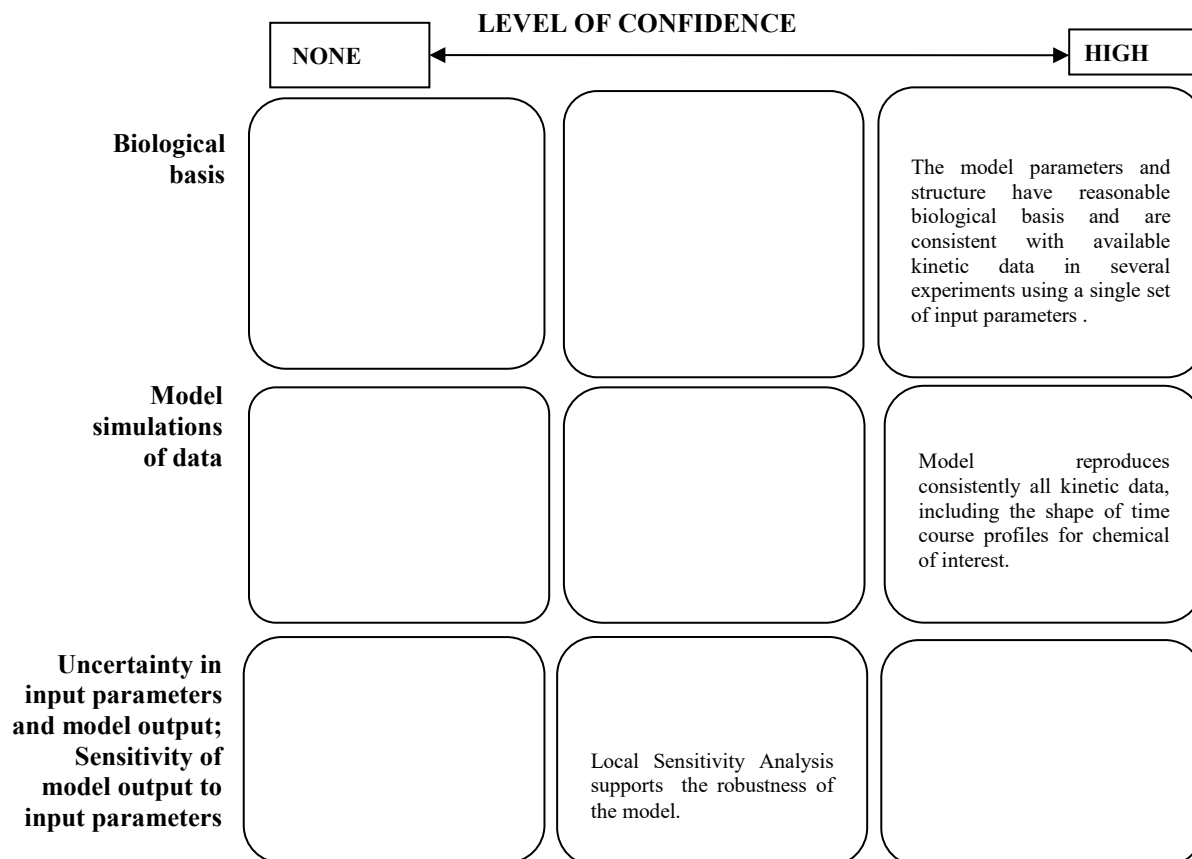 LEVEL OF CONFIDENCE
NONE
HIGH
Biological
basis
The model parameters and
structure have reasonable
biological basis and are
consistent with available
kinetic data in several
experiments using a single set
of input parameters .
Model
simulations
of data
Model reproduces
consistently all kinetic data,
including the shape of time
course profiles for chemical
of interest.
Uncertainty in
input parameters
and model output;
Sensitivity of
model output to
input parameters
Local Sensitivity Analysis
supports the robustness of
the model.